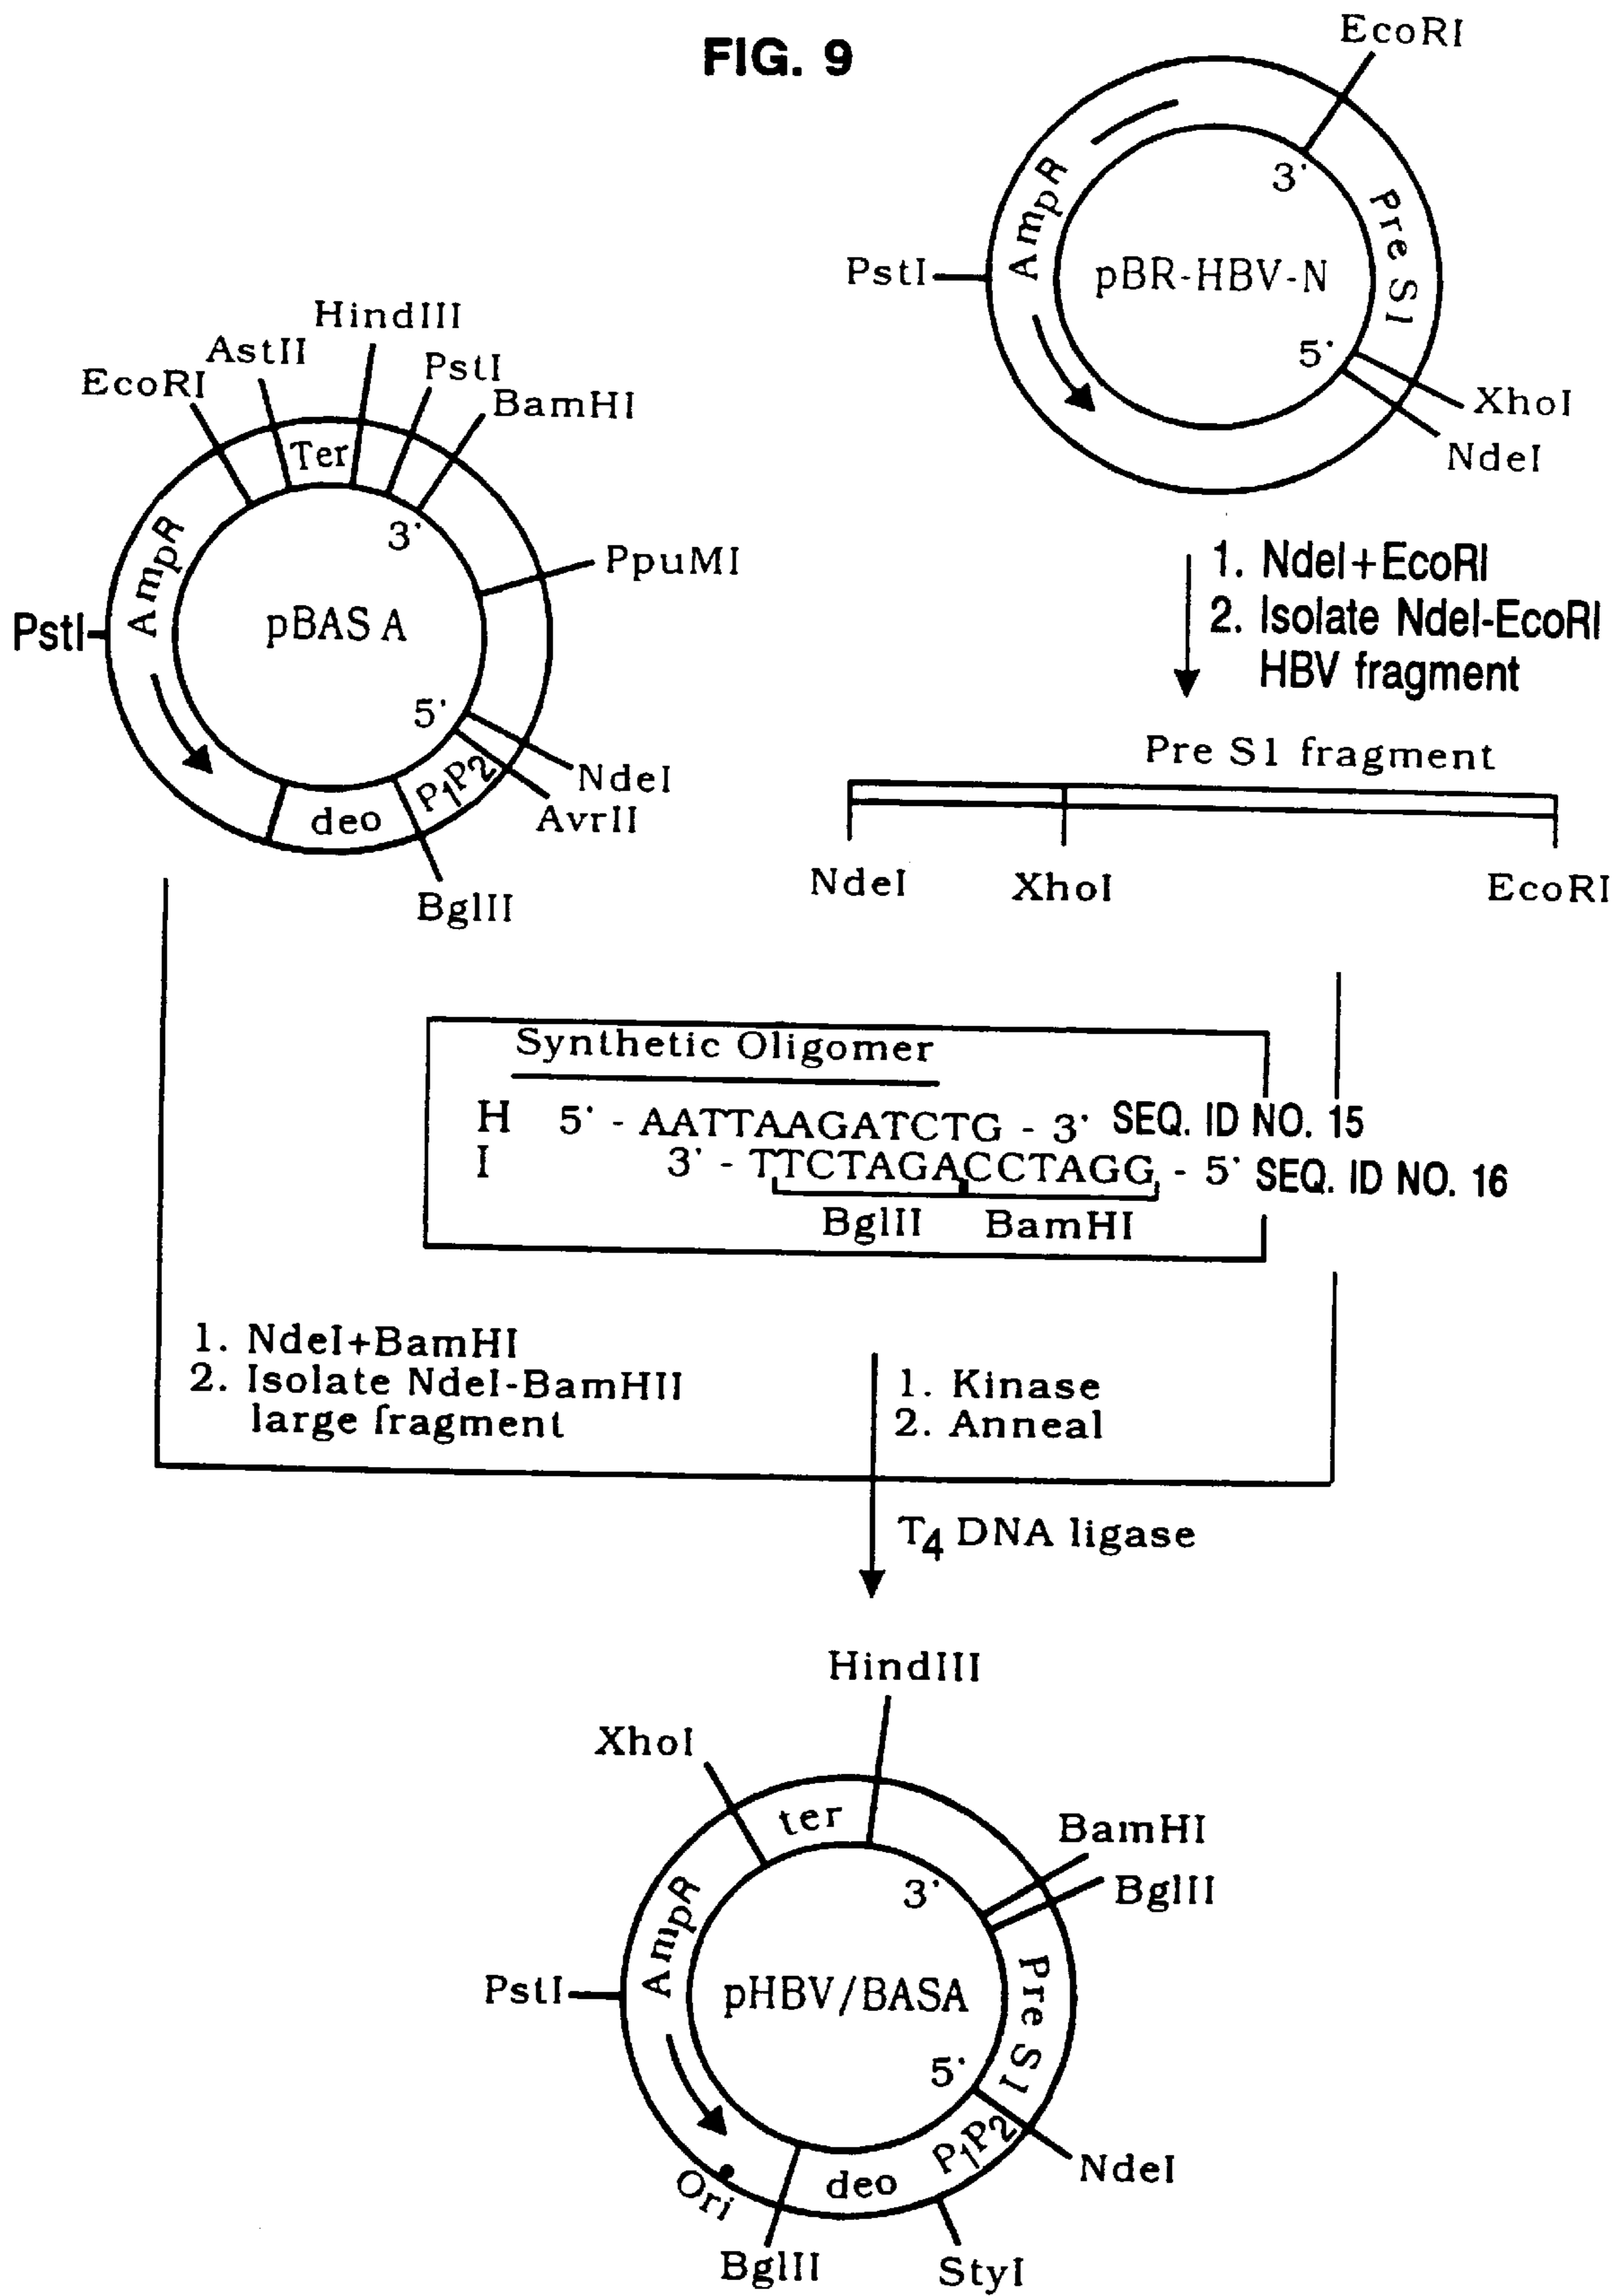 FIG. 9
EcoRI
3'
AmpR
Pre S1
PstI
pBR-HBV-N
5'
XhoI
NdeI
HindIII
AstII
PstI
EcoRI
BamHI
Ter
3'
AmpR
PpuMI
PstI
pBAS A
5'
NdeI
P1P2
AvrII
deo
BglII
1. NdeI+EcoRI
2. Isolate NdeI-EcoRI
HBV fragment
Pre S1 fragment
NdeI XhoI EcoRI
Synthetic Oligomer
H 5' - AATTAAGATCTG - 3' SEQ. ID NO. 15
I 3' - TTCTAGACCTAGG - 5' SEQ. ID NO. 16
BglII BamHI
1. NdeI+BamHI
2. Isolate NdeI-BamHII
large fragment
1. Kinase
2. Anneal
T4 DNA ligase
HindIII
XhoI
ter
BamHI
3'
BglII
AmpR
PstI
pHBV/BASA
Pre S1
5'
P1P2
NdeI
deo
Ori
BglII
StyI